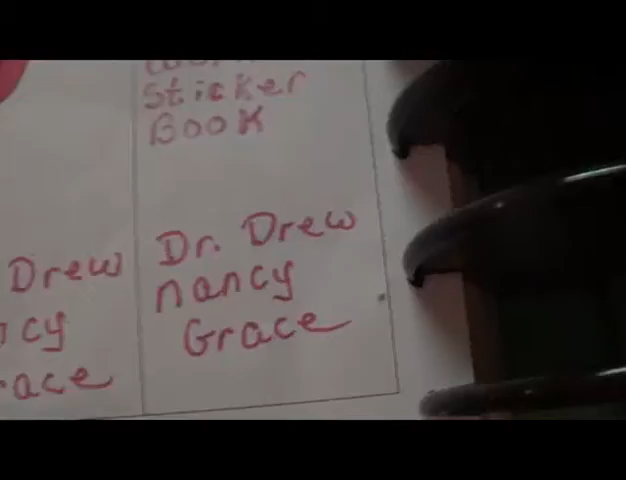 Sticker
Book
Drew
cy
ace
Dr. Drew
nancy
Grace